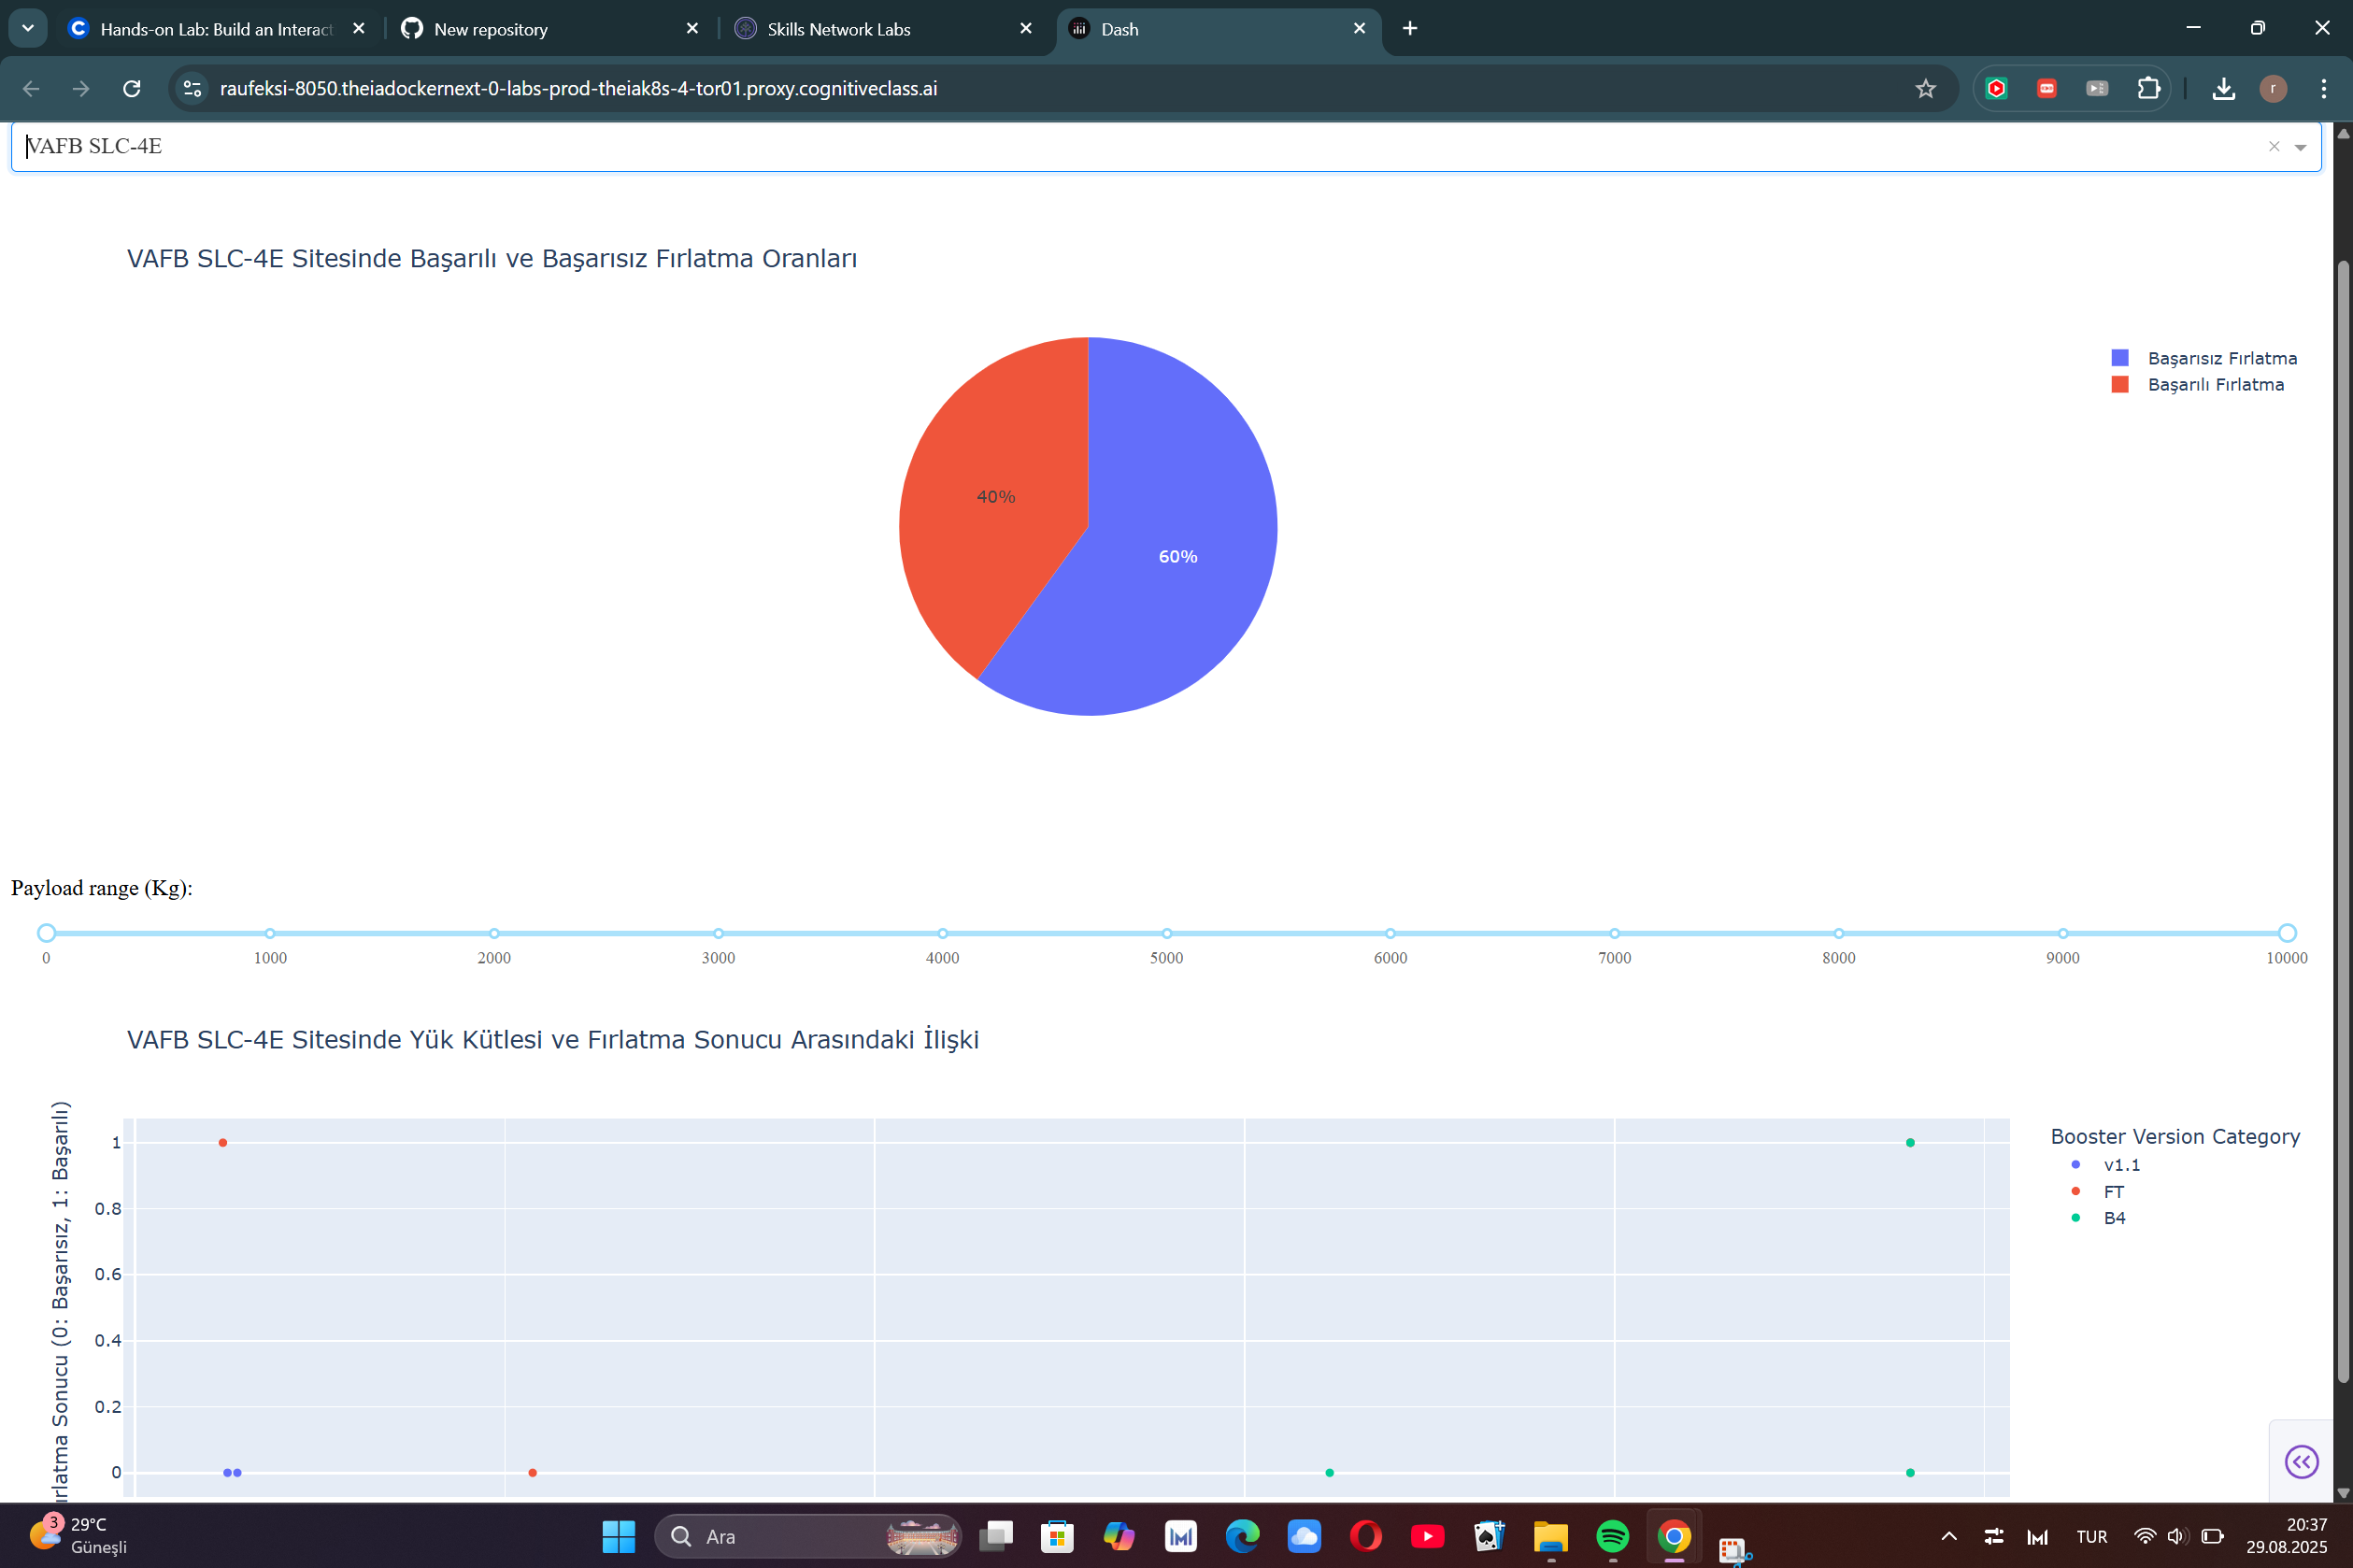 Hands-on Lab: Build an Interact
New repository
Skills Network Labs
Dash
raufeksi-8050.theiadockernext-0-labs-prod-theiak8s-4-tor01.proxy.cognitiveclass.ai
r
VAFB SLC-4E
VAFB SLC-4E Sitesinde Başarılı ve Başarısız Fırlatma Oranları
Başarısız Fırlatma
Başarılı Fırlatma
40%
60%
Payload range (Kg):
0 1000 2000 3000 4000 5000 6000 7000 8000 9000 10000
VAFB SLC-4E Sitesinde Yük Kütlesi ve Fırlatma Sonucu Arasındaki İlişki
ırlatma Sonucu (0: Başarısız, 1: Başarılı)
1
0.8
0.6
0.4
0.2
0
Booster Version Category
v1.1
FT
B4
3
29°C
Güneşli
Ara
TUR
20:37
29.08.2025